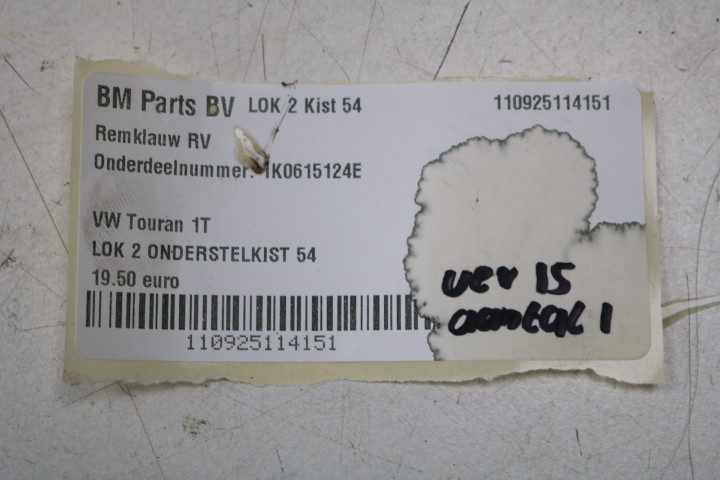 BM Parts BV LOK 2 Kist 54 110925114151
Remklauw RV
Onderdeelnummer: 1K0615124E
VW Touran 1T
LOK 2 ONDERSTELKIST 54
19.50 euro
110925114151
ver 15
aantal 1